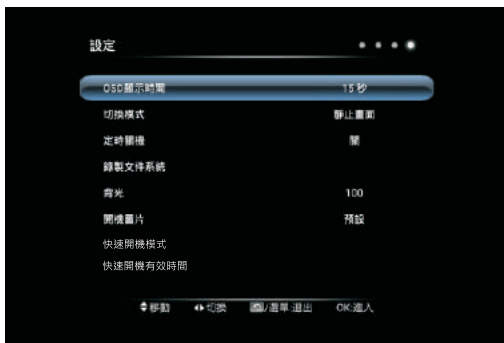 設定
OSD顯示時間 15 秒
切換模式 靜止畫面
定時關機 關
錄製文件系統
背光 100
開機圖片 預設
快速開機模式
快速開機有效時間
移動 切換 /選單:退出 OK:進入